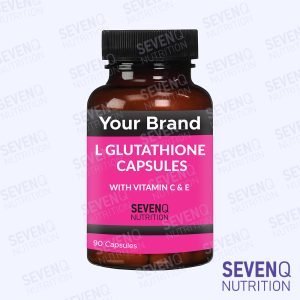 Your Brand
L GLUTATHIONE
CAPSULES
WITH VITAMIN C & E
SEVENQ
NUTRITION
90 Capsules
SEVENQ
NUTRITION